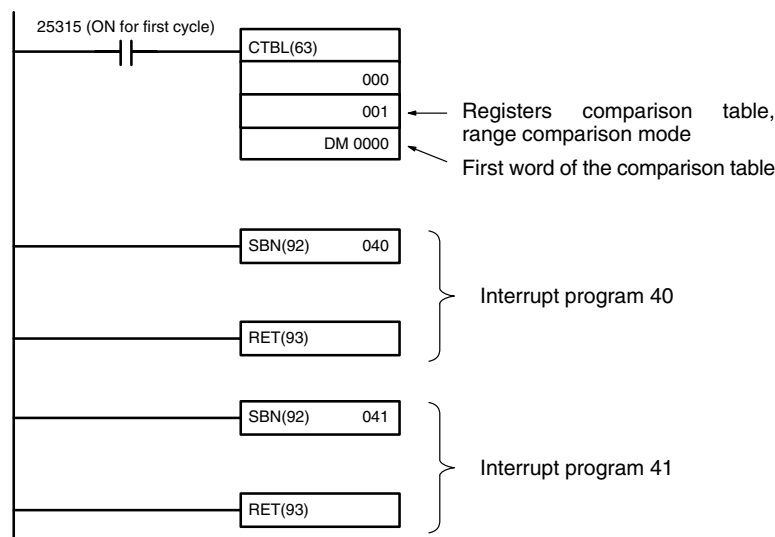 25315 (ON for first cycle)
CTBL(63)
000
001
Registers comparison table,
range comparison mode
DM 0000
First word of the comparison table
SBN(92) 040
Interrupt program 40
RET(93)
SBN(92) 041
Interrupt program 41
RET(93)